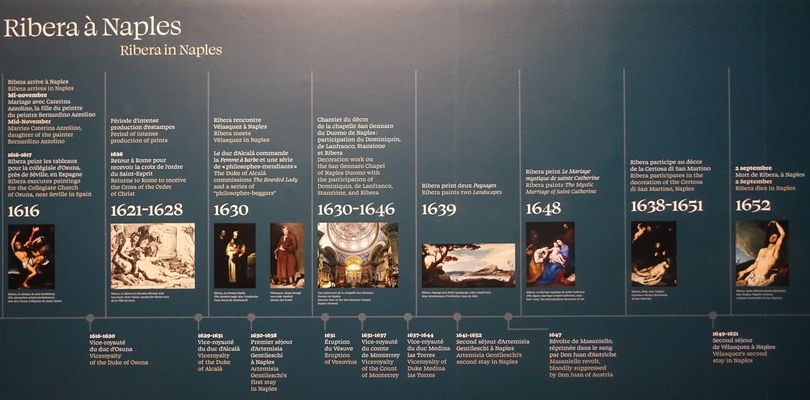 Ribera à Naples
Ribera in Naples
Ribera arrive à Naples
Ribera arrives in Naples
Mi-novembre
Mariage avec Caterina
Azzolino, la fille du peintre
du peintre Bernardino Azzolino
Mid-November
Marries Caterina Azzolino,
daughter of the painter
Bernardino Azzolino
1616-1617
Ribera peint les tableaux
pour la collégiale d'Osuna,
près de Séville, en Espagne
Ribera executes paintings
for the Collegiate Church
of Osuna, near Seville in Spain
1616
Période d'intense
production d'estampes
Period of intense
production of prints
1626
Retour à Rome pour
recevoir la croix de l'ordre
du Saint-Esprit
Returns to Rome to receive
the Cross of the Order
of Christ
1621-1628
Ribera rencontre
Vélasquez à Naples
Ribera meets
Vélasquez in Naples
Le duc d'Alcalá commande
la Femme à barbe et une série
de « philosophes-mendiants »
The Duke of Alcalá
commissions The Bearded Lady
and a series of
"philosopher-beggars"
1630
Chantier du décor
de la chapelle San Gennaro
du Duomo de Naples :
participation du Dominiquin,
de Lanfranco, Stanzione
et Ribera
Decoration work on
the San Gennaro Chapel
of Naples Duomo with
the participation of
Dominiquin, de Lanfranco,
Stanzione, and Ribera
1630-1646
Ribera peint deux Paysages
Ribera paints two Landscapes
1639
Ribera peint Le Mariage
mystique de sainte Catherine
Ribera paints The Mystic
Marriage of Saint Catherine
1648
Ribera participe au décor
de la Certosa di San Martino
Ribera participates in the
decoration of the Certosa
di San Martino, Naples
1638-1651
2 septembre
Mort de Ribera, à Naples
2 September
Ribera dies in Naples
1652
1616-1620
Vice-royauté
du duc d'Osuna
Viceroyalty
of the Duke of Osuna
1629-1631
Vice-royauté
du duc d'Alcalá
Viceroyalty
of the Duke
of Alcalá
1630-1638
Premier séjour
d'Artemisia
Gentileschi
à Naples
Artemisia
Gentileschi's
first stay
in Naples
1631
Éruption
du Vésuve
Eruption
of Vesuvius
1631-1637
Vice-royauté
du comte
de Monterrey
Viceroyalty
of the Count
of Monterrey
1637-1644
Vice-royauté
du duc Medina
las Torres
Viceroyalty of
Duke Medina
las Torres
1641-1652
Second séjour d'Artemisia
Gentileschi à Naples
Artemisia Gentileschi's
second stay in Naples
1647
Révolte de Masaniello,
réprimée dans le sang
par Don Juan d'Autriche
Masaniello revolt,
bloodily suppressed
by Don Juan of Austria
1649-1651
Second séjour
de Vélasquez à Naples
Vélasquez's second
stay in Naples